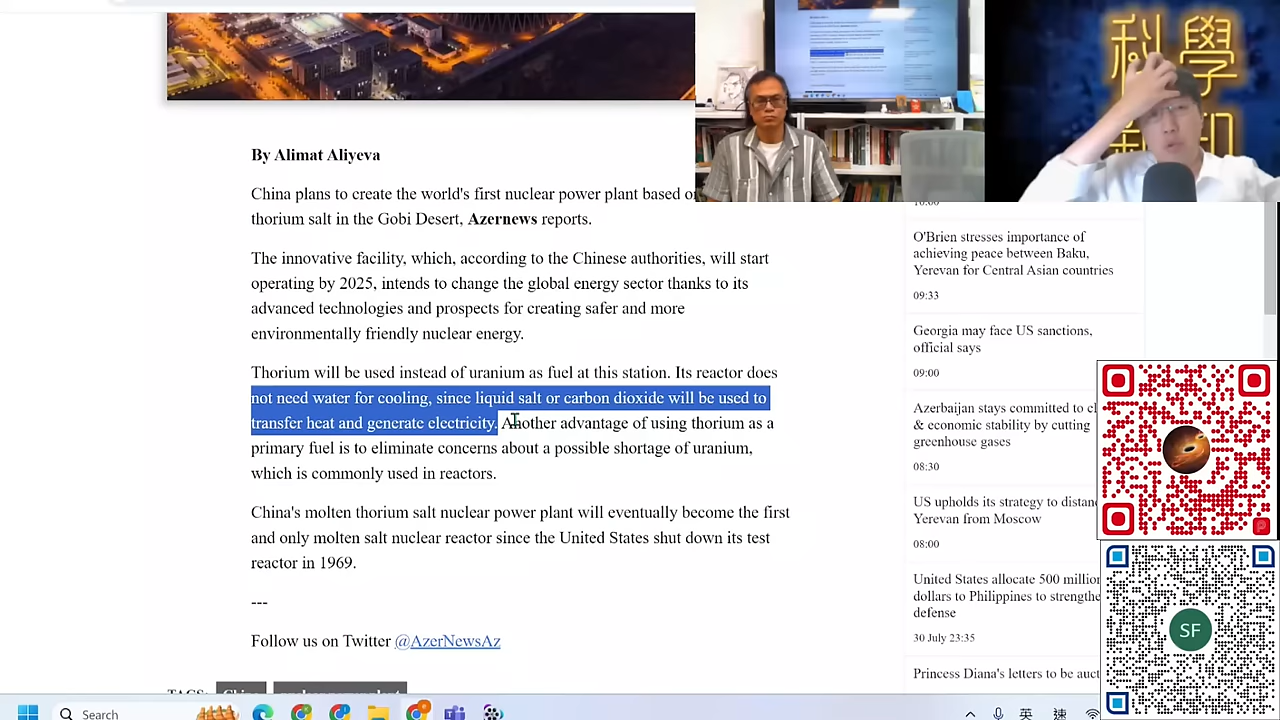 科學
新知
By Alimat Aliyeva
China plans to create the world's first nuclear power plant based o
thorium salt in the Gobi Desert, Azernews reports.
The innovative facility, which, according to the Chinese authorities, will start
operating by 2025, intends to change the global energy sector thanks to its
advanced technologies and prospects for creating safer and more
environmentally friendly nuclear energy.
Thorium will be used instead of uranium as fuel at this station. Its reactor does
not need water for cooling, since liquid salt or carbon dioxide will be used to
transfer heat and generate electricity. Another advantage of using thorium as a
primary fuel is to eliminate concerns about a possible shortage of uranium,
which is commonly used in reactors.
China's molten thorium salt nuclear power plant will eventually become the first
and only molten salt nuclear reactor since the United States shut down its test
reactor in 1969.
---
Follow us on Twitter @AzerNewsAz
TAGS:
China
O'Brien stresses importance of
achieving peace between Baku,
Yerevan for Central Asian countries
09:33
Georgia may face US sanctions,
official says
09:00
Azerbaijan stays committed to cl
& economic stability by cutting
greenhouse gases
08:30
US upholds its strategy to distan
Yerevan from Moscow
08:00
United States allocate 500 million
dollars to Philippines to strengthe
defense
30 July 23:35
Princess Diana's letters to be auct
SF
Search
英
速